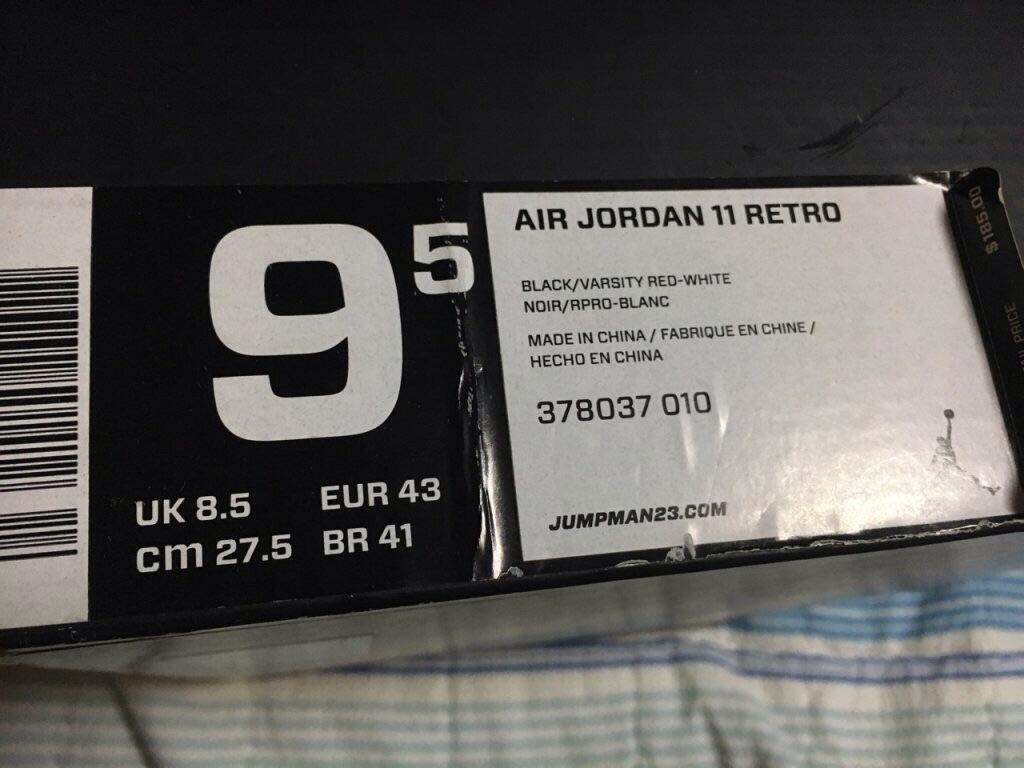 9 5
UK 8.5 EUR 43
cm 27.5 BR 41
AIR JORDAN 11 RETRO
BLACK/VARSITY RED-WHITE
NOIR/RPRO-BLANC
MADE IN CHINA / FABRIQUE EN CHINE /
HECHO EN CHINA
378037 010
JUMPMAN23.COM
$185.00
PRICE